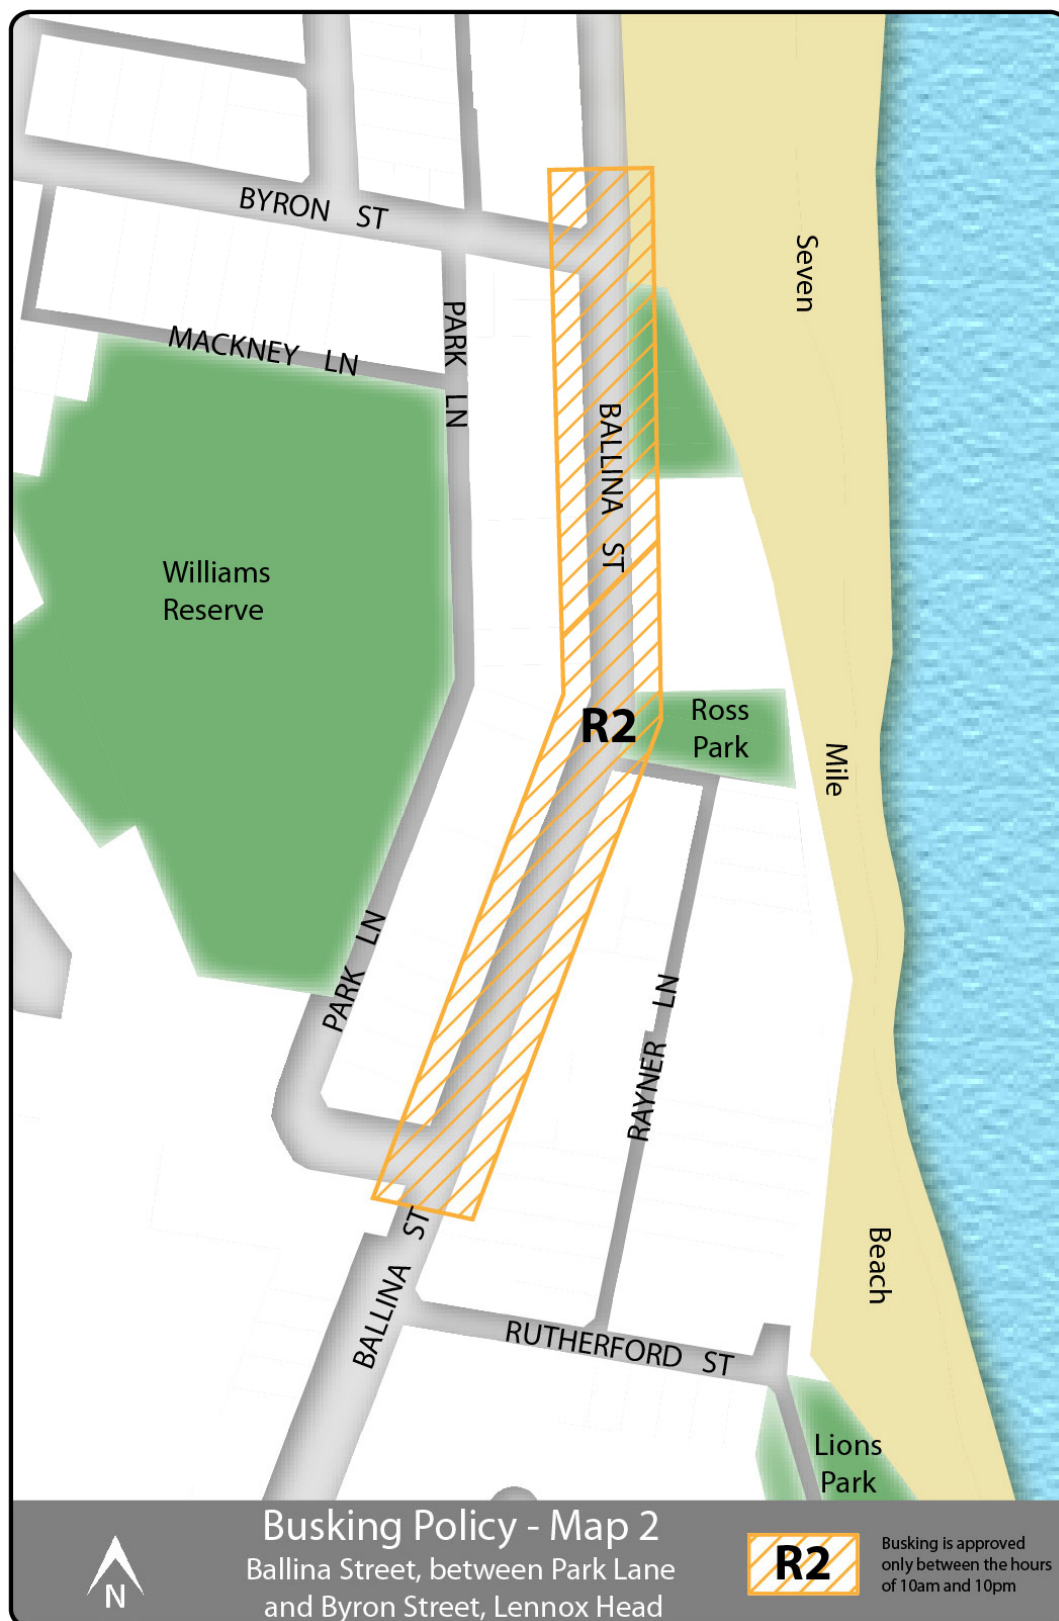 BYRON ST
Seven
MACKNEY LN
PARK LN
BALLINA ST
Williams
Reserve
R2
Ross
Park
Mile
PARK LN
RAYNER LN
BALLINA ST
Beach
RUTHERFORD ST
Lions
Park
N
Busking Policy - Map 2
Ballina Street, between Park Lane
and Byron Street, Lennox Head
R2
Busking is approved
only between the hours
of 10am and 10pm